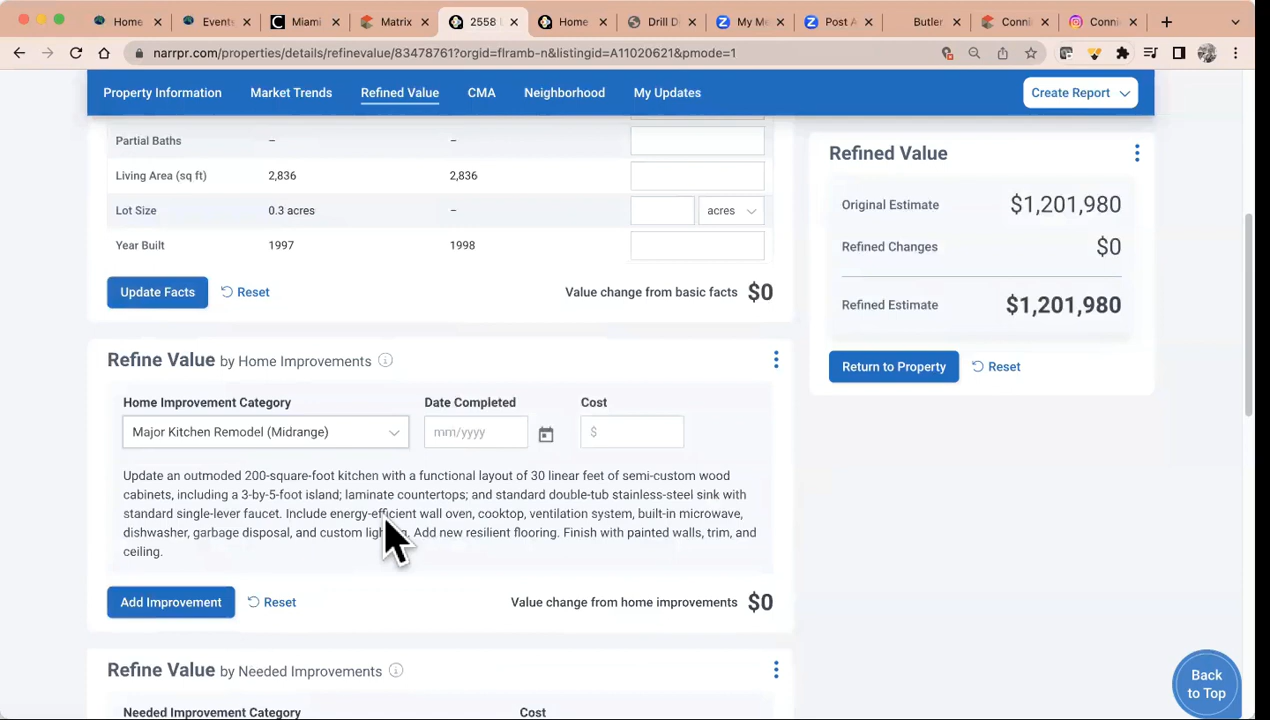 Home
Events
Miami
Matrix
2558
Home
Drill D
My M
Post A
Butler
Conni
Conni
narrpr.com/properties/details/refinevalue/83478761?orgid=flramb-n&listingid=A11020621&pmode=1
Property Information
Market Trends
Refined Value
CMA
Neighborhood
My Updates
Create Report
Partial Baths – –
Living Area (sq ft) 2,836 2,836
Lot Size 0.3 acres – acres
Year Built 1997 1998
Update Facts Reset Value change from basic facts $0
Refined Value
Original Estimate $1,201,980
Refined Changes $0
Refined Estimate $1,201,980
Return to Property Reset
Refine Value by Home Improvements
Home Improvement Category Date Completed Cost
Major Kitchen Remodel (Midrange) mm/yyyy $
Update an outmoded 200-square-foot kitchen with a functional layout of 30 linear feet of semi-custom wood
cabinets, including a 3-by-5-foot island; laminate countertops; and standard double-tub stainless-steel sink with
standard single-lever faucet. Include energy-efficient wall oven, cooktop, ventilation system, built-in microwave,
dishwasher, garbage disposal, and custom Add new resilient flooring. Finish with painted walls, trim, and
ceiling.
Add Improvement Reset Value change from home improvements $0
Refine Value by Needed Improvements
Needed Improvement Category Cost
Back
to Top